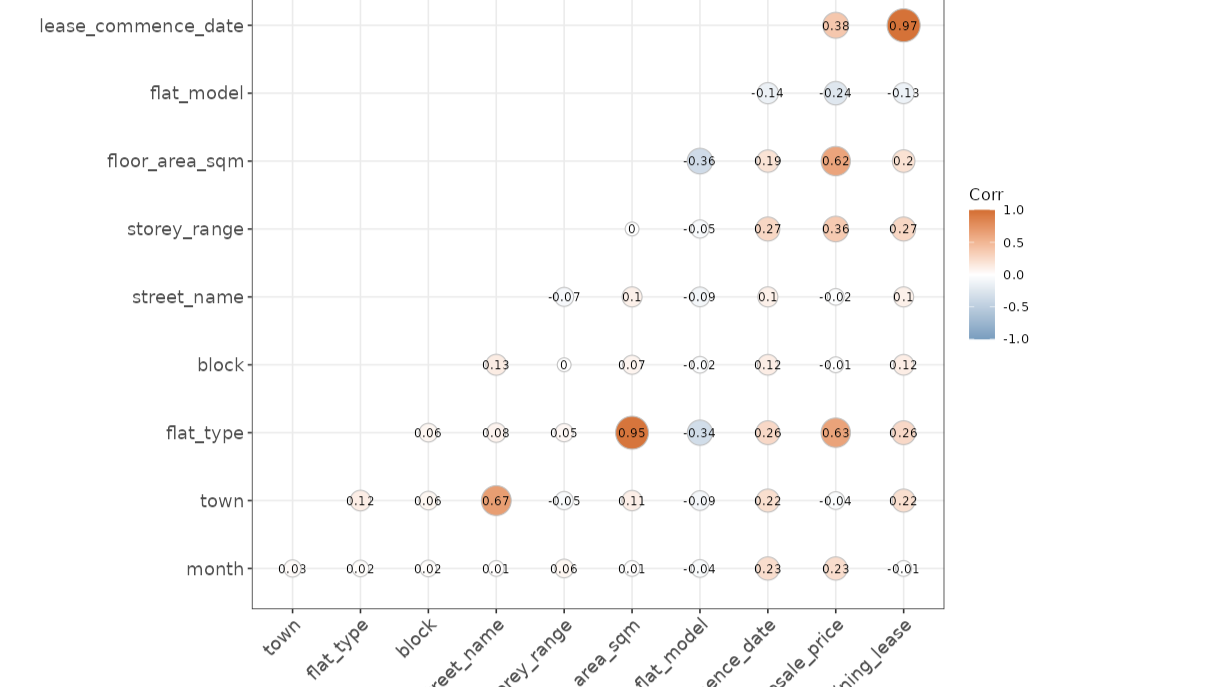 lease_commence_date 0.38 0.97
flat_model -0.14 -0.24 -0.13
floor_area_sqm -0.36 0.19 0.62 0.2
storey_range 0 -0.05 0.27 0.36 0.27
street_name -0.07 0.1 -0.09 0.1 -0.02 0.1
block 0.13 0 0.07 -0.02 0.12 -0.01 0.12
flat_type 0.06 0.08 0.05 0.95 -0.34 0.26 0.63 0.26
town 0.12 0.06 0.67 -0.05 0.11 -0.09 0.22 -0.04 0.22
month 0.03 0.02 0.02 0.01 0.06 0.01 -0.04 0.23 0.23 -0.01
town
flat_type
block
reet_name
rey_range
area_sqm
flat_model
ence_date
sale_price
ning_lease
Corr
1.0
0.5
0.0
-0.5
-1.0